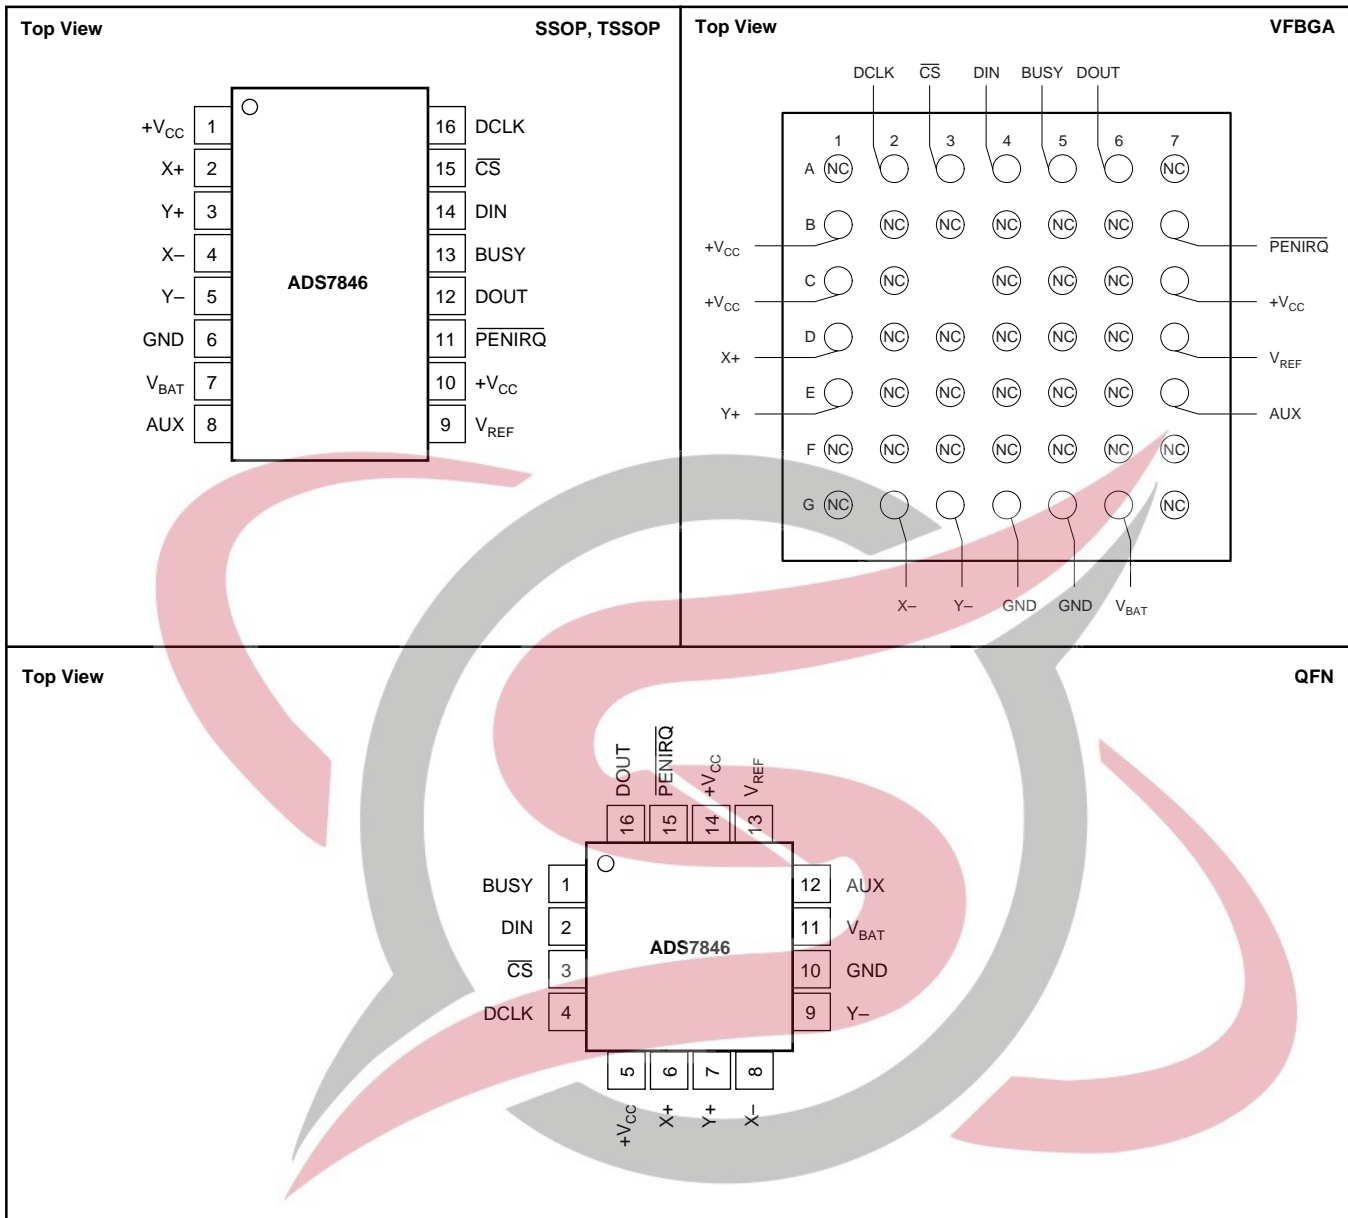 Top View SSOP, TSSOP
+VCC 1 16 DCLK
X+ 2 15 CS
Y+ 3 14 DIN
X– 4 13 BUSY
Y– 5 12 DOUT
GND 6 11 PENIRQ
VBAT 7 10 +VCC
AUX 8 9 VREF
ADS7846
Top View VFBGA
DCLK CS DIN BUSY DOUT
1 2 3 4 5 6 7
A NC NC
B NC NC NC NC NC
+VCC PENIRQ
C NC NC NC NC
+VCC +VCC
D NC NC NC NC NC
X+ VREF
E NC NC NC NC NC
Y+ AUX
F NC NC NC NC NC NC NC
G NC NC
X– Y– GND GND VBAT
Top View QFN
DOUT PENIRQ +VCC VREF
16 15 14 13
BUSY 1 12 AUX
DIN 2 11 VBAT
ADS7846
CS 3 10 GND
DCLK 4 9 Y–
5 6 7 8
+VCC X+ Y+ X–